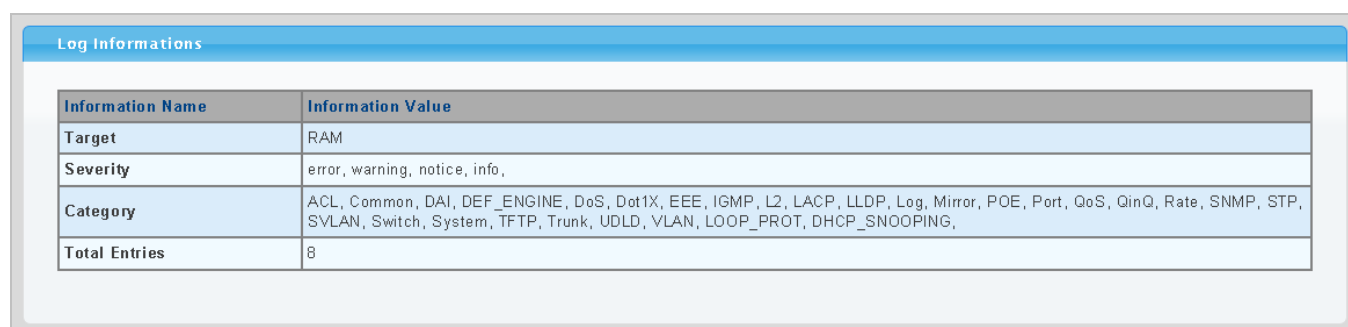 Log Informations
Information Name Information Value
Target RAM
Severity error, warning, notice, info,
Category ACL, Common, DAI, DEF_ENGINE, DoS, Dot1X, EEE, IGMP, L2, LACP, LLDP, Log, Mirror, POE, Port, QoS, QinQ, Rate, SNMP, STP,
SVLAN, Switch, System, TFTP, Trunk, UDLD, VLAN, LOOP_PROT, DHCP_SNOOPING,
Total Entries 8